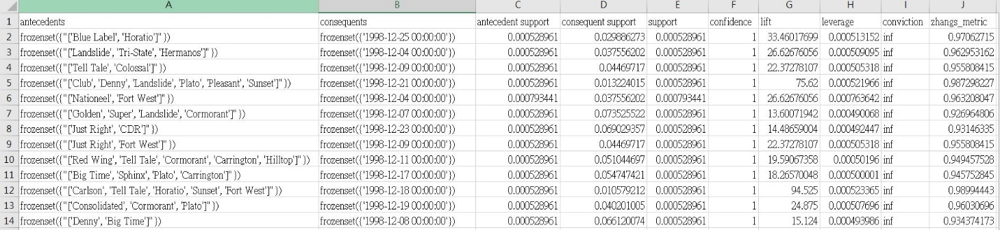 A B C D E F G H I J
1 antecedents consequents antecedent support consequent support support confidence lift leverage conviction zhangs_metric
2 frozenset({"['Blue Label', 'Horatio']"}) frozenset({'1998-12-25 00:00:00'}) 0.000528961 0.029886273 0.000528961 1 33.46017699 0.000513152 inf 0.97062715
3 frozenset({"['Landslide', 'Tri-State', 'Hermanos']"}) frozenset({'1998-12-04 00:00:00'}) 0.000528961 0.037556202 0.000528961 1 26.62676056 0.000509095 inf 0.962953162
4 frozenset({"['Tell Tale', 'Colossal']"}) frozenset({'1998-12-09 00:00:00'}) 0.000528961 0.04469717 0.000528961 1 22.37278107 0.000505318 inf 0.955808415
5 frozenset({"['Club', 'Denny', 'Landslide', 'Plato', 'Pleasant', 'Sunset']"}) frozenset({'1998-12-21 00:00:00'}) 0.000528961 0.013224015 0.000528961 1 75.62 0.000521966 inf 0.987298227
6 frozenset({"['Nationeel', 'Fort West']"}) frozenset({'1998-12-04 00:00:00'}) 0.000793441 0.037556202 0.000793441 1 26.62676056 0.000763642 inf 0.963208047
7 frozenset({"['Golden', 'Super', 'Landslide', 'Cormorant']"}) frozenset({'1998-12-07 00:00:00'}) 0.000528961 0.073525522 0.000528961 1 13.60071942 0.000490068 inf 0.926964806
8 frozenset({"['Just Right', 'CDR']"}) frozenset({'1998-12-23 00:00:00'}) 0.000528961 0.069029357 0.000528961 1 14.48659004 0.000492447 inf 0.93146335
9 frozenset({"['Just Right', 'Fort West']"}) frozenset({'1998-12-09 00:00:00'}) 0.000528961 0.04469717 0.000528961 1 22.37278107 0.000505318 inf 0.955808415
10 frozenset({"['Red Wing', 'Tell Tale', 'Cormorant', 'Carrington', 'Hilltop']"}) frozenset({'1998-12-11 00:00:00'}) 0.000528961 0.051044697 0.000528961 1 19.59067358 0.00050196 inf 0.949457528
11 frozenset({"['Big Time', 'Sphinx', 'Plato', 'Carrington']"}) frozenset({'1998-12-17 00:00:00'}) 0.000528961 0.054747421 0.000528961 1 18.26570048 0.000500001 inf 0.945752845
12 frozenset({"['Carlson', 'Tell Tale', 'Horatio', 'Sunset', 'Fort West']"}) frozenset({'1998-12-18 00:00:00'}) 0.000528961 0.010579212 0.000528961 1 94.525 0.000523365 inf 0.98994443
13 frozenset({"['Consolidated', 'Cormorant', 'Plato']"}) frozenset({'1998-12-19 00:00:00'}) 0.000528961 0.040201005 0.000528961 1 24.875 0.000507696 inf 0.96030696
14 frozenset({"['Denny', 'Big Time']"}) frozenset({'1998-12-08 00:00:00'}) 0.000528961 0.066120074 0.000528961 1 15.124 0.000493986 inf 0.934374173